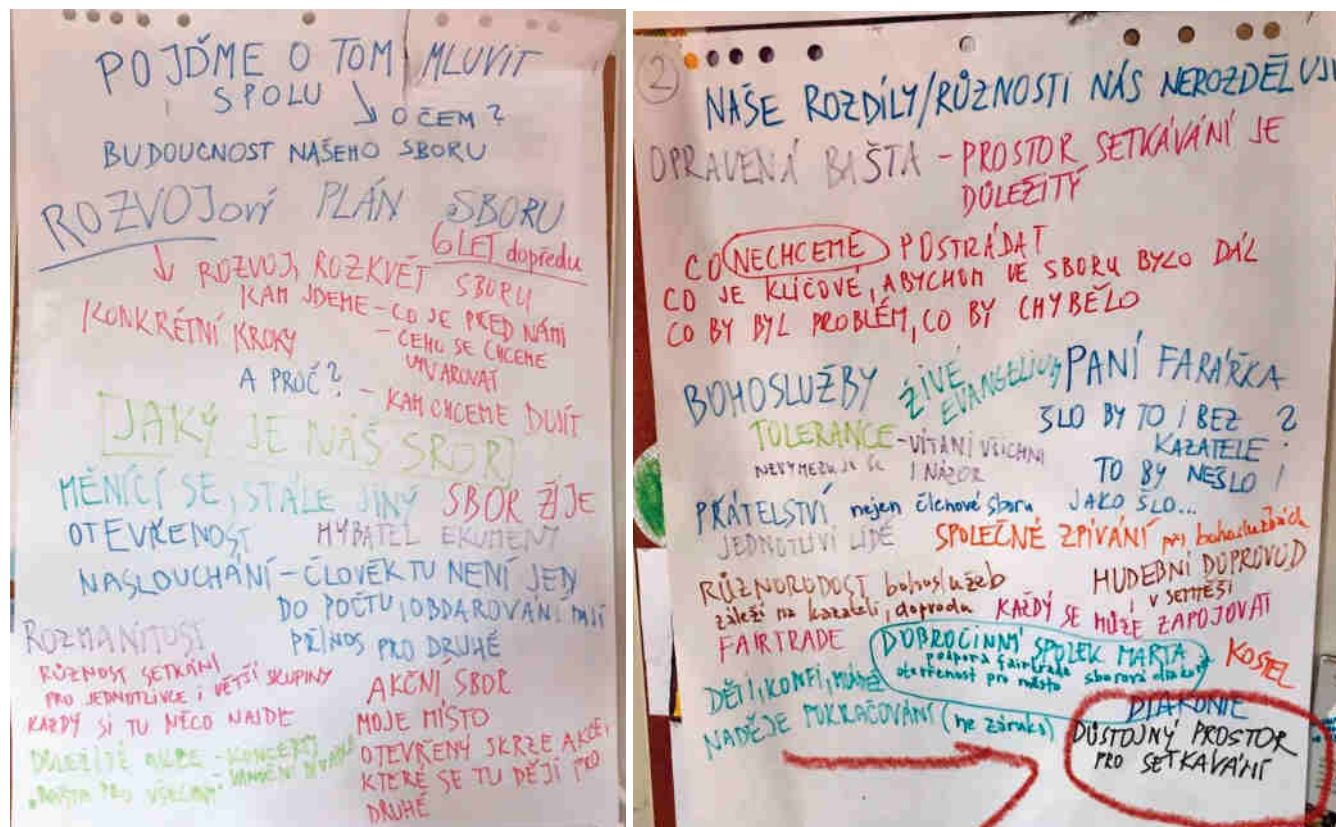 POJĎME O TOM MLUVIT
SPOLU
O ČEM?
BUDOUCNOST NAŠEHO SBORU
ROZVOJOVÝ PLÁN SBORU
6 LET dopředu
ROZVOJ, ROZKVĚT SBORU
KAM JDEME - CO JE PŘED NÁMI
KONKRÉTNÍ KROKY
- ČEHO SE CHCEME
VYVAROVAT
A PROČ?
- KAM CHCEME DOJÍT
JAKÝ JE NÁŠ SBOR
MĚNÍCÍ SE, STÁLE JINÝ SBOR ŽIJE
OTEVŘENOST HYBATEL EKUMENY
NASLOUCHÁNÍ - ČLOVĚK TU NENÍ JEN
DO POČTU, OBDAROVANÍ
PŘÍNOS PRO DRUHÉ
ROZMANITOST
RŮZNOST SETKÁNÍ
PRO JEDNOTLIVCE I VĚTŠÍ SKUPINY
KAŽDÝ SI TU NĚCO NAJDE
DŮLEŽITÉ AKCE - KONCERTY
"BAŠTA PRO VŠECHNY"
AKČNÍ SBOR
MOJE MÍSTO
OTEVŘENÝ SKRZE AKCE,
KTERÉ SE TU DĚJÍ PRO
DRUHÉ
2
NAŠE ROZDÍLY/RŮZNOSTI NÁS NEROZDĚLUJÍ
OPRAVENÁ BAŠTA - PROSTOR SETKÁVÁNÍ JE
DŮLEŽITÝ
CO NECHCEME POSTRÁDAT
CO JE KLÍČOVÉ, ABYCHOM VE SBORU BYLO DÁL
CO BY BYL PROBLÉM, CO BY CHYBĚLO
BOHOSLUŽBY ŽIVÉ
EVANGELIUM
PANÍ FARÁŘKA
ŠLO BY TO I BEZ
KAZATELE?
TO BY NEŠLO!
JAKO ŠLO...
TOLERANCE - VÍTANÍ VŠICHNI
NEVYMEZUJE SE I NÁZOR
PŘÁTELSTVÍ nejen členové sboru
JEDNOTLIVÍ LIDÉ
SPOLEČNÉ ZPÍVÁNÍ při bohoslužbách
RŮZNORODOST bohoslužeb
záleží na kazateli, doprovodu
HUDEBNÍ DOPROVOD
KAŽDÝ SE MŮŽE ZAPOJOVAT
FAIRTRADE
DOBROČINNÝ SPOLEK MARTA
podpora fairtrade
otevřenost pro město
KOSTEL
DĚTI, KONFI, MLÁDEŽ
NADĚJE POKRAČOVÁNÍ (ne záruka)
DIAKONIE
DŮSTOJNÝ PROSTOR
PRO SETKÁVÁNÍ